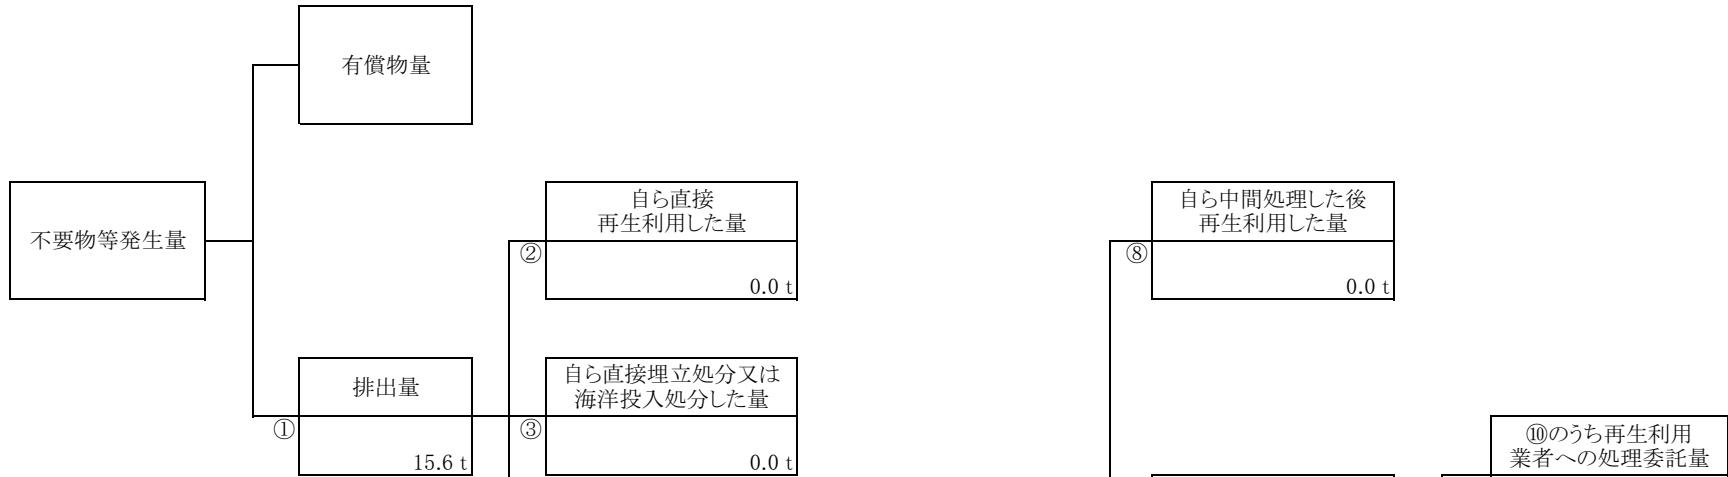 有償物量
不要物等発生量
自ら直接
再生利用した量
②
0.0 t
自ら中間処理した後
再生利用した量
⑧
0.0 t
排出量
①
15.6 t
自ら直接埋立処分又は
海洋投入処分した量
③
0.0 t
⑩のうち再生利用
業者への処理委託量